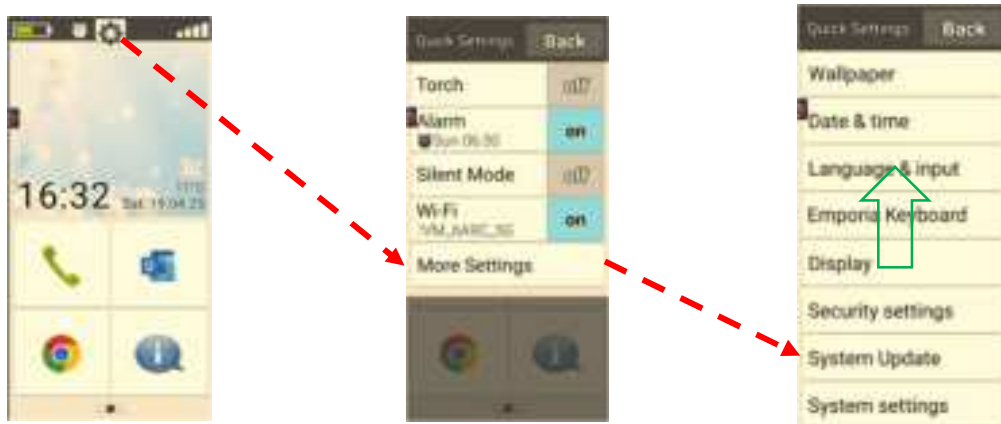 16:32
Sat, 19.04.25
Quick Settings Back
Torch off
Alarm on
Sun 06:30
Silent Mode off
Wi-Fi on
More Settings
Quick Settings Back
Wallpaper
Date & time
Language & input
Emporia Keyboard
Display
Security settings
System Update
System settings